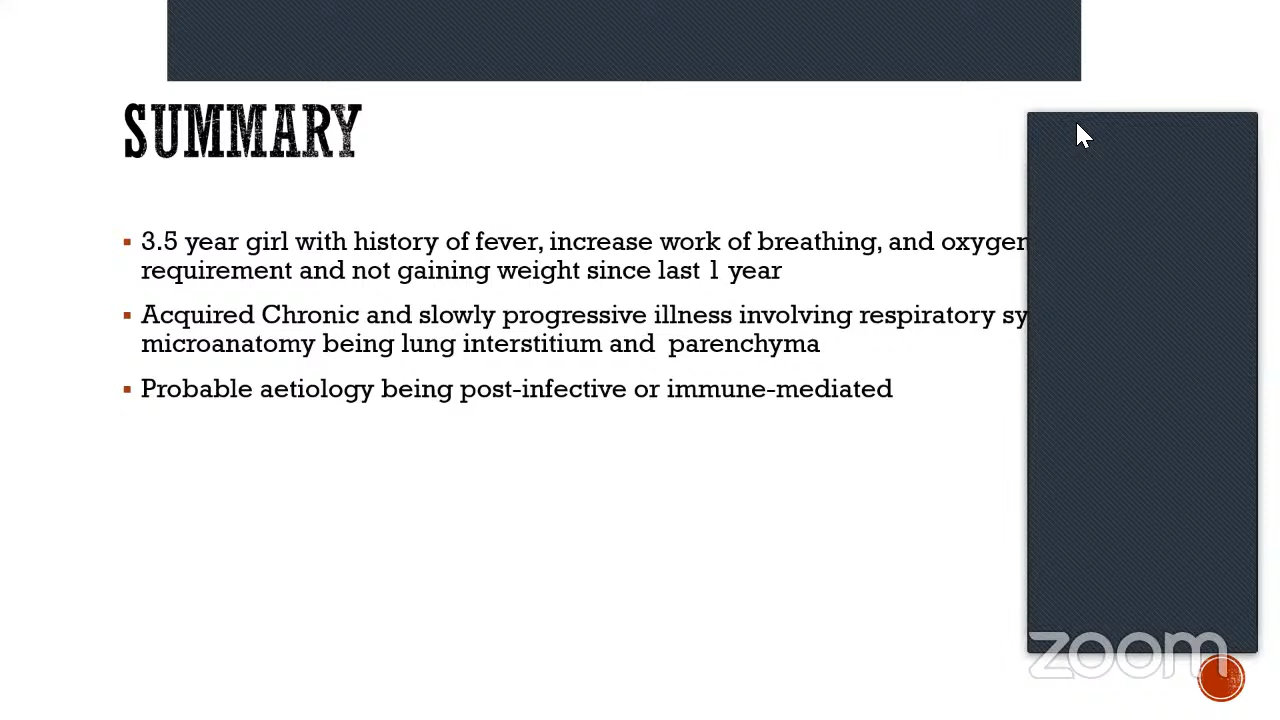 SUMMARY
3.5 year girl with history of fever, increase work of breathing, and oxygen
requirement and not gaining weight since last 1 year
Acquired Chronic and slowly progressive illness involving respiratory
microanatomy being lung interstitium and parenchyma
Probable aetiology being post-infective or immune-mediated
zoom